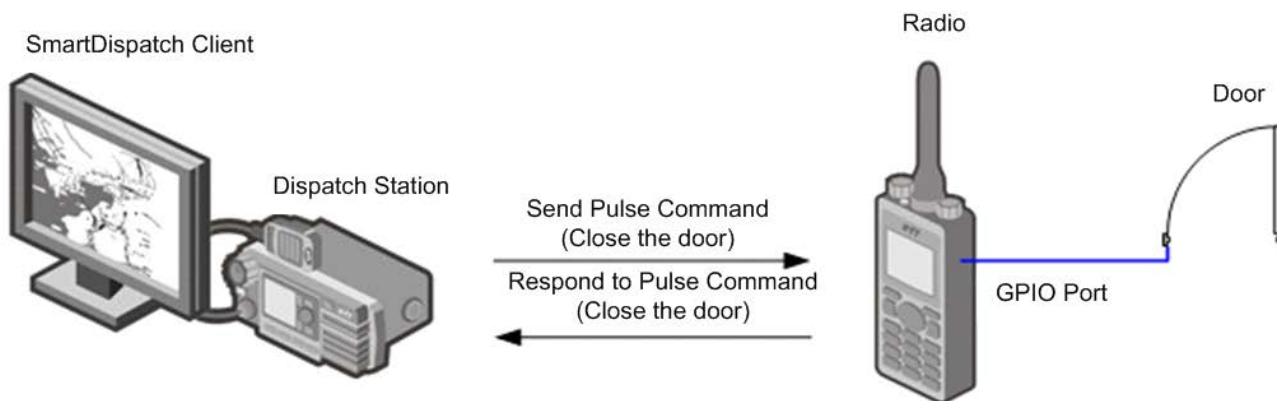 SmartDispatch Client
Radio
Door
Dispatch Station
Send Pulse Command
(Close the door)
Respond to Pulse Command
(Close the door)
GPIO Port